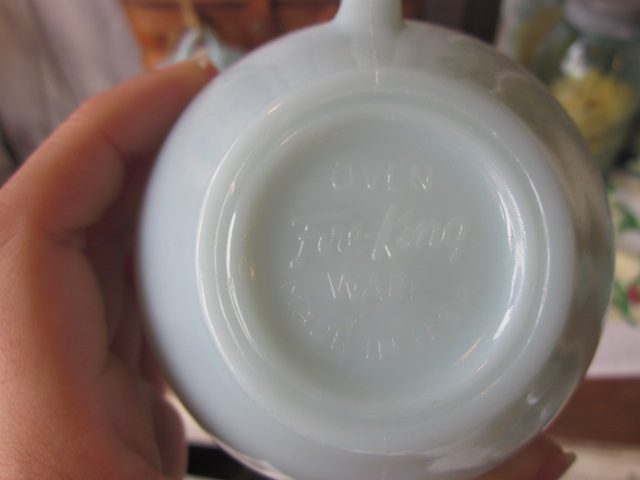 OVEN
Fire-King
WARE
MADE IN U.S.A.